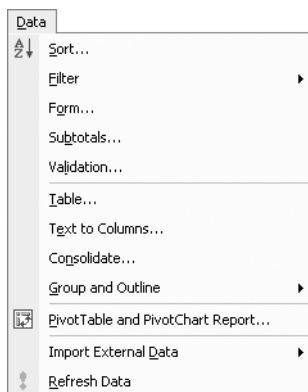 Data
Sort...
Filter
Form...
Subtotals...
Validation...
Table...
Text to Columns...
Consolidate...
Group and Outline
PivotTable and PivotChart Report...
Import External Data
Refresh Data